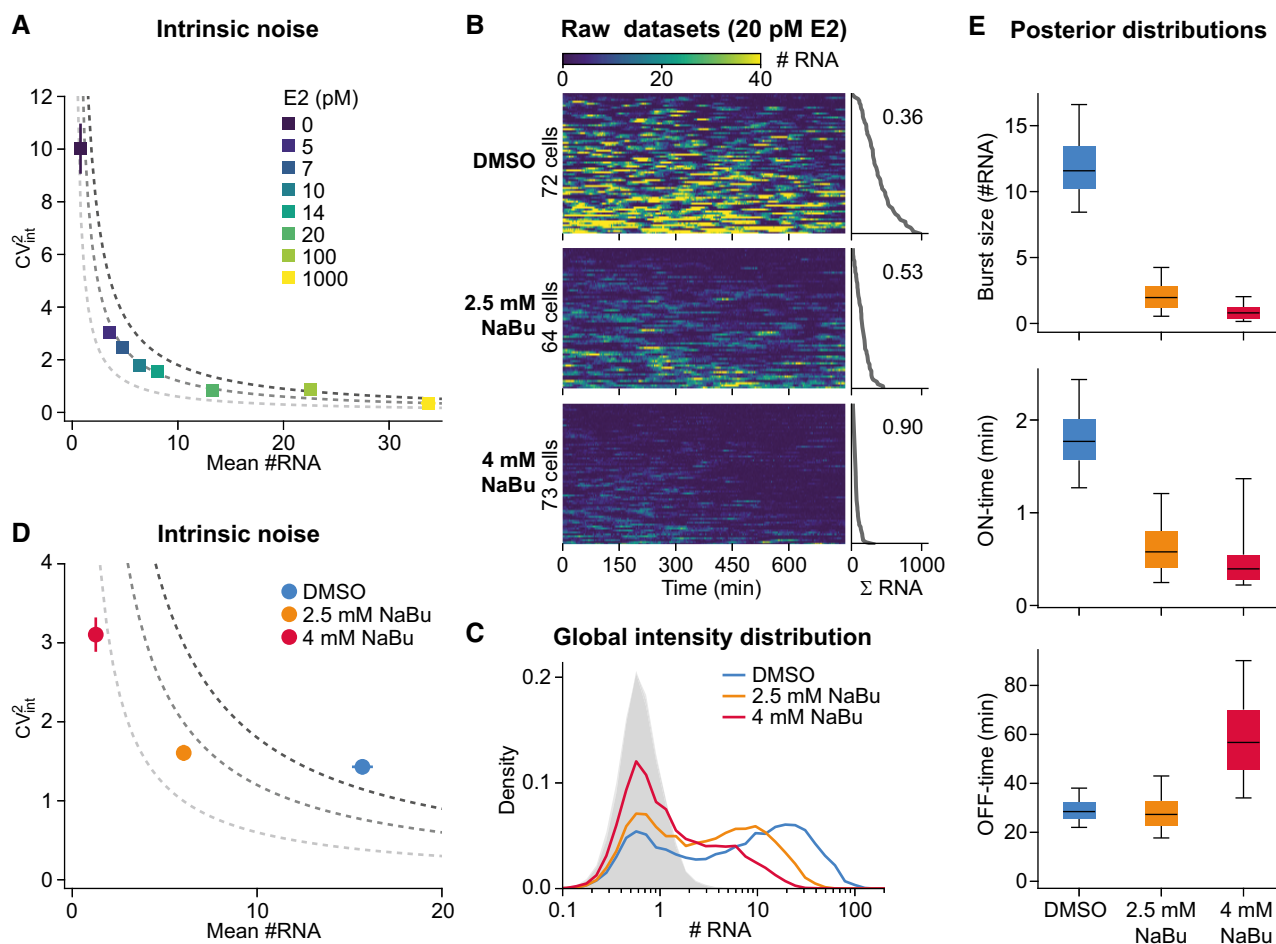 A
Intrinsic noise
12
10
8
6
4
2
0
CV²int
0
10
20
30
Mean #RNA
E2 (pM)
0
5
7
10
14
20
100
1000
B
Raw datasets (20 pM E2)
0
20
40
# RNA
DMSO
72 cells
0.36
2.5 mM
NaBu
64 cells
0.53
4 mM
NaBu
73 cells
0.90
0
150
300
450
600
Time (min)
0
1000
Σ RNA
C
Global intensity distribution
0.2
0.1
0.0
Density
DMSO
2.5 mM NaBu
4 mM NaBu
0.1
1
10
100
# RNA
D
Intrinsic noise
4
3
2
1
0
CV²int
DMSO
2.5 mM NaBu
4 mM NaBu
0
10
20
Mean #RNA
E
Posterior distributions
15
10
5
0
Burst size (#RNA)
2
1
0
ON-time (min)
80
60
40
20
0
OFF-time (min)
DMSO
2.5 mM
NaBu
4 mM
NaBu